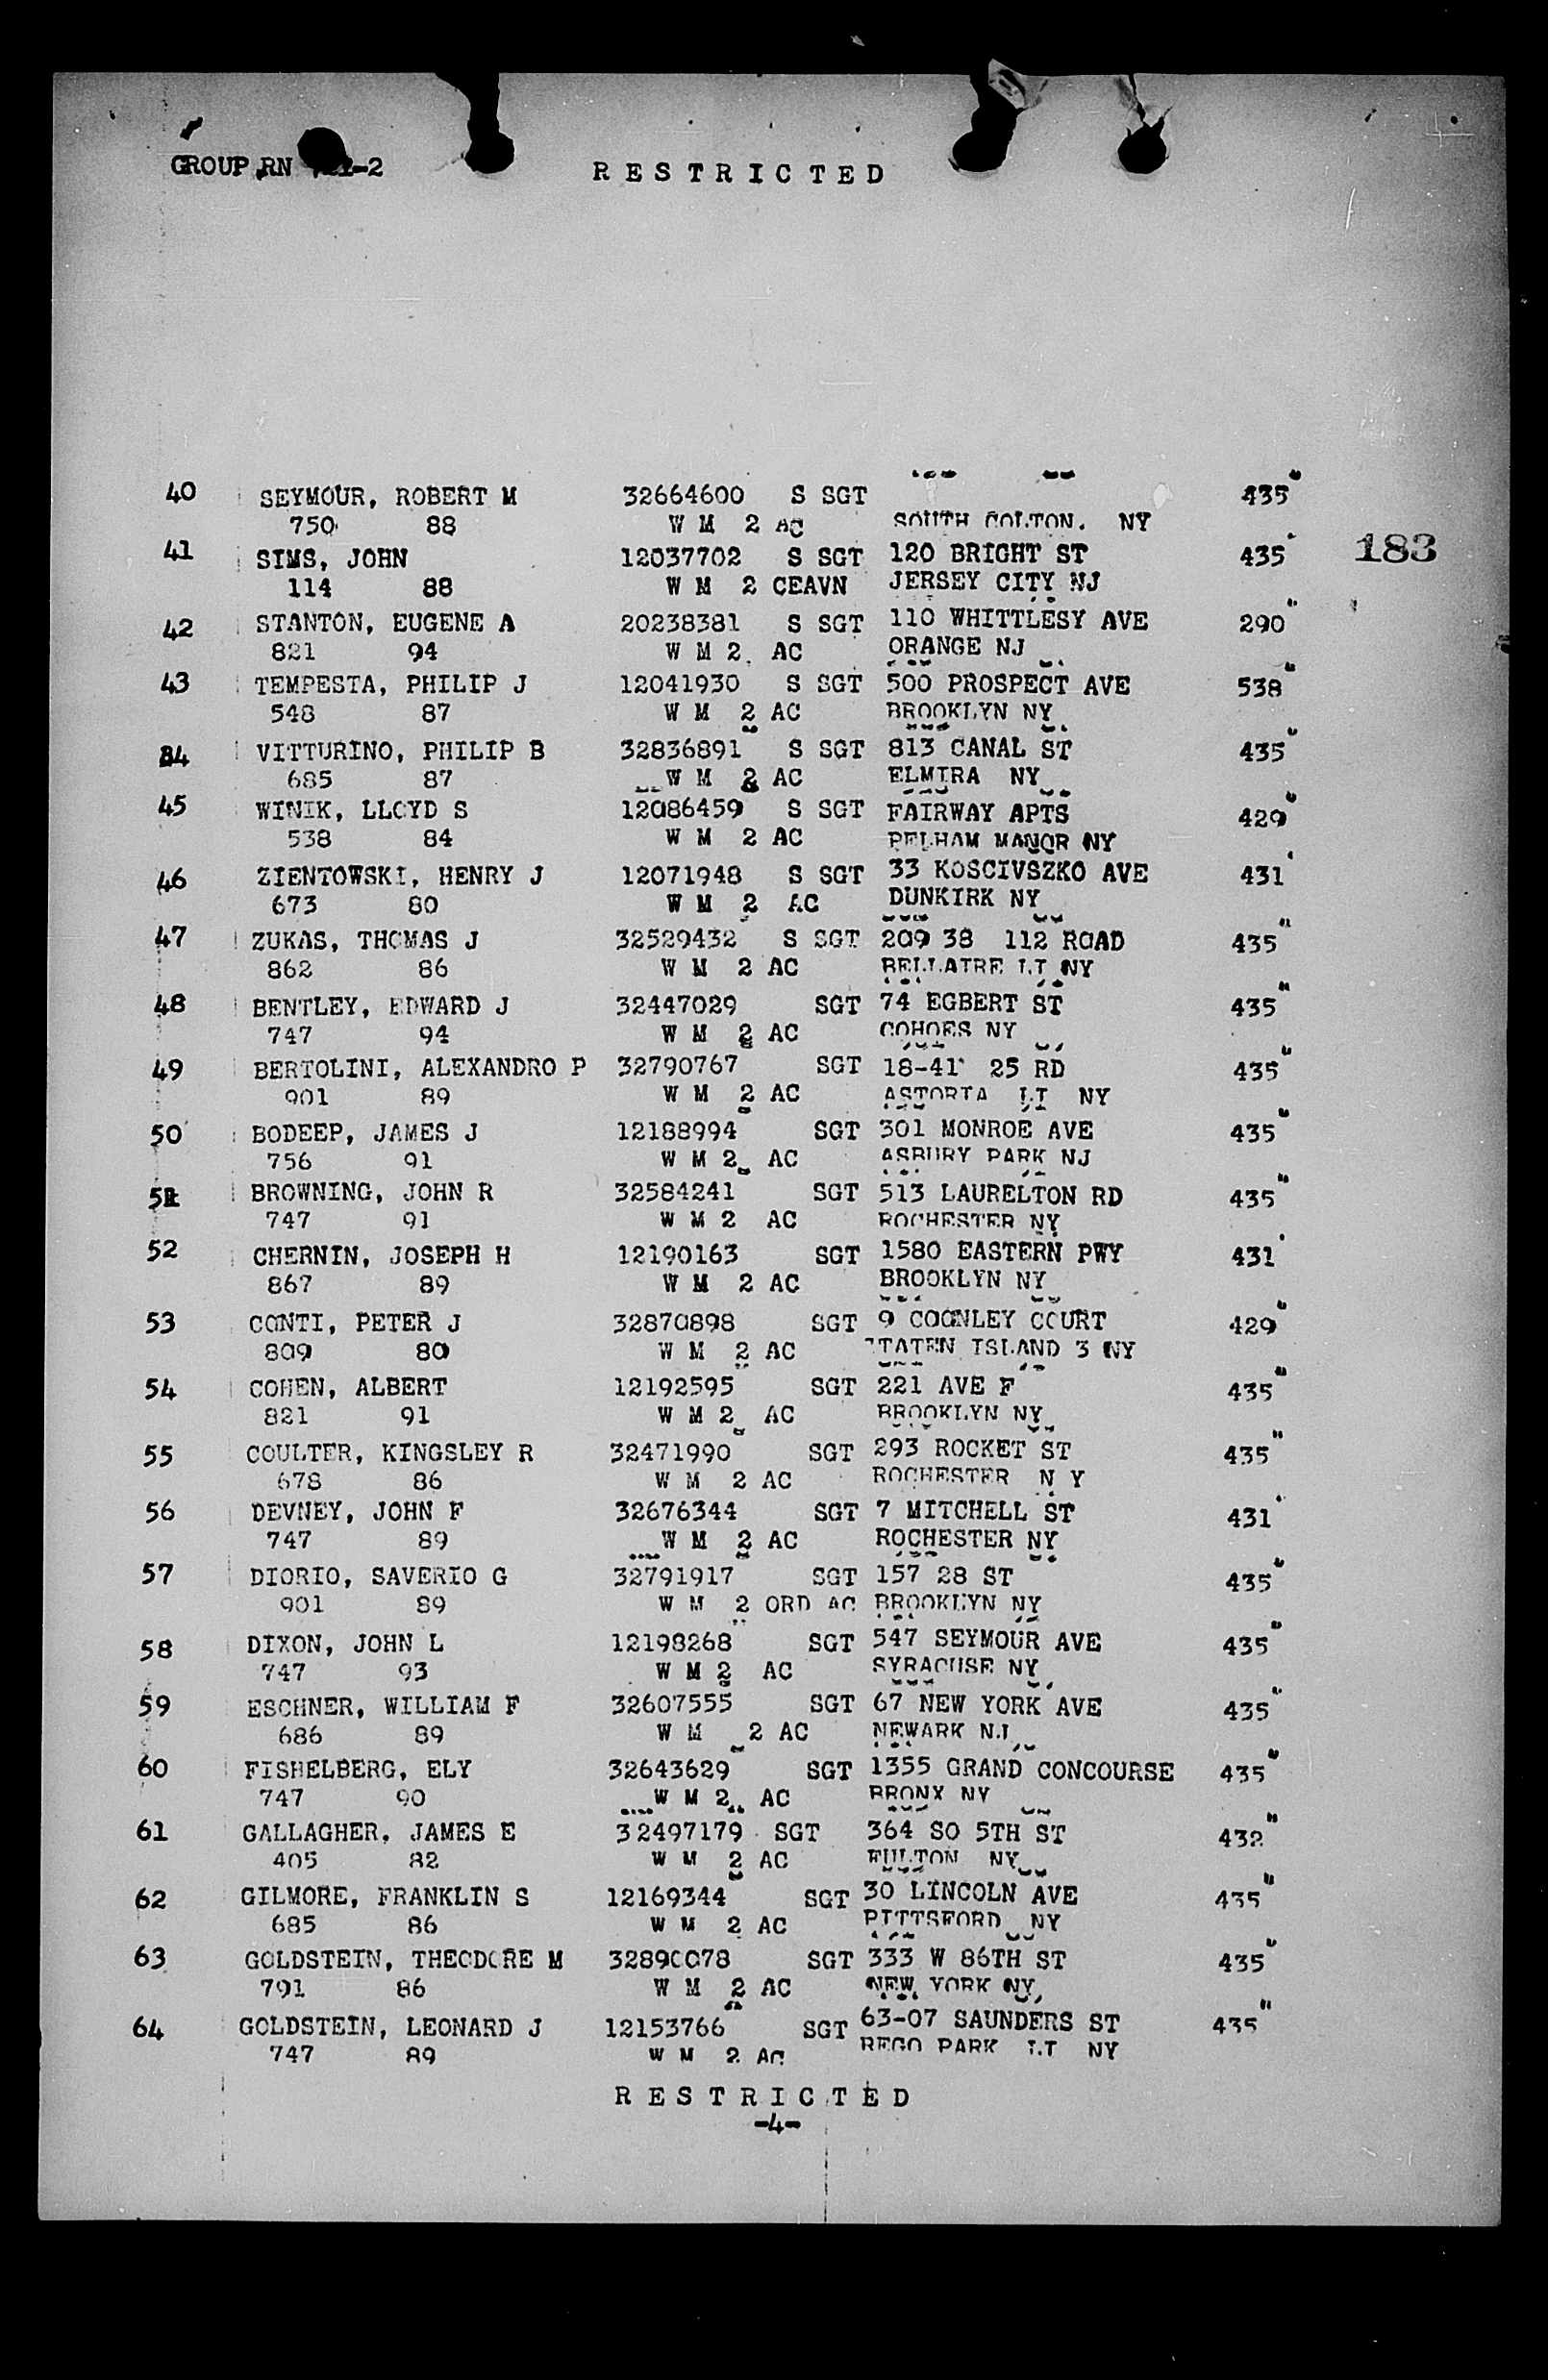 GROUP RN -2 RESTRICTED
40 SEYMOUR, ROBERT M 32664600 S SGT 435
750 88 W M 2 AC SOUTH COLTON, NY
41 SIMS, JOHN 12037702 S SGT 120 BRIGHT ST 435 183
114 88 W M 2 CEAVN JERSEY CITY NJ
42 STANTON, EUGENE A 20238381 S SGT 110 WHITTLESY AVE 290
821 94 W M 2 AC ORANGE NJ
43 TEMPESTA, PHILIP J 12041930 S SGT 500 PROSPECT AVE 538
548 87 W M 2 AC BROOKLYN NY
84 VITTURINO, PHILIP B 32836891 S SGT 813 CANAL ST 435
685 87 W M 2 AC ELMIRA NY
45 WINIK, LLOYD S 12086459 S SGT FAIRWAY APTS 429
538 84 W M 2 AC PELHAM MANOR NY
46 ZIENTOWSKI, HENRY J 12071948 S SGT 33 KOSCIVSZKO AVE 431
673 80 W M 2 AC DUNKIRK NY
47 ZUKAS, THOMAS J 32529432 S SGT 209 38 112 ROAD 435
862 86 W M 2 AC BELLAIRE LI NY
48 BENTLEY, EDWARD J 32447029 SGT 74 EGBERT ST 435
747 94 W M 2 AC COHOES NY
49 BERTOLINI, ALEXANDRO P 32790767 SGT 18-41 25 RD 435
901 89 W M 2 AC ASTORIA LI NY
50 BODEEP, JAMES J 12188994 SGT 301 MONROE AVE 435
756 91 W M 2 AC ASBURY PARK NJ
51 BROWNING, JOHN R 32584241 SGT 513 LAURELTON RD 435
747 91 W M 2 AC ROCHESTER NY
52 CHERNIN, JOSEPH H 12190163 SGT 1580 EASTERN PWY 431
867 89 W M 2 AC BROOKLYN NY
53 CONTI, PETER J 32870898 SGT 9 COONLEY COURT 429
809 80 W M 2 AC TATEN ISLAND 3 NY
54 COHEN, ALBERT 12192595 SGT 221 AVE F 435
821 91 W M 2 AC BROOKLYN NY
55 COULTER, KINGSLEY R 32471990 SGT 293 ROCKET ST 435
678 86 W M 2 AC ROCHESTER N Y
56 DEVNEY, JOHN F 32676344 SGT 7 MITCHELL ST 431
747 89 W M 2 AC ROCHESTER NY
57 DIORIO, SAVERIO G 32791917 SGT 157 28 ST 435
901 89 W M 2 ORD AC BROOKLYN NY
58 DIXON, JOHN L 12198268 SGT 547 SEYMOUR AVE 435
747 93 W M 2 AC SYRACUSE NY
59 ESCHNER, WILLIAM F 32607555 SGT 67 NEW YORK AVE 435
686 89 W M 2 AC NEWARK NJ
60 FISHELBERG, ELY 32643629 SGT 1355 GRAND CONCOURSE 435
747 90 W M 2 AC BRONX NY
61 GALLAGHER, JAMES E 32497179 SGT 364 SO 5TH ST 432
405 82 W M 2 AC FULTON NY
62 GILMORE, FRANKLIN S 12169344 SGT 30 LINCOLN AVE 435
685 86 W M 2 AC PITTSFORD NY
63 GOLDSTEIN, THEODORE M 32890078 SGT 333 W 86TH ST 435
791 86 W M 2 AC NEW YORK NY
64 GOLDSTEIN, LEONARD J 12153766 SGT 63-07 SAUNDERS ST 435
747 89 W M 2 AC REGO PARK LI NY
RESTRICTED
-4-